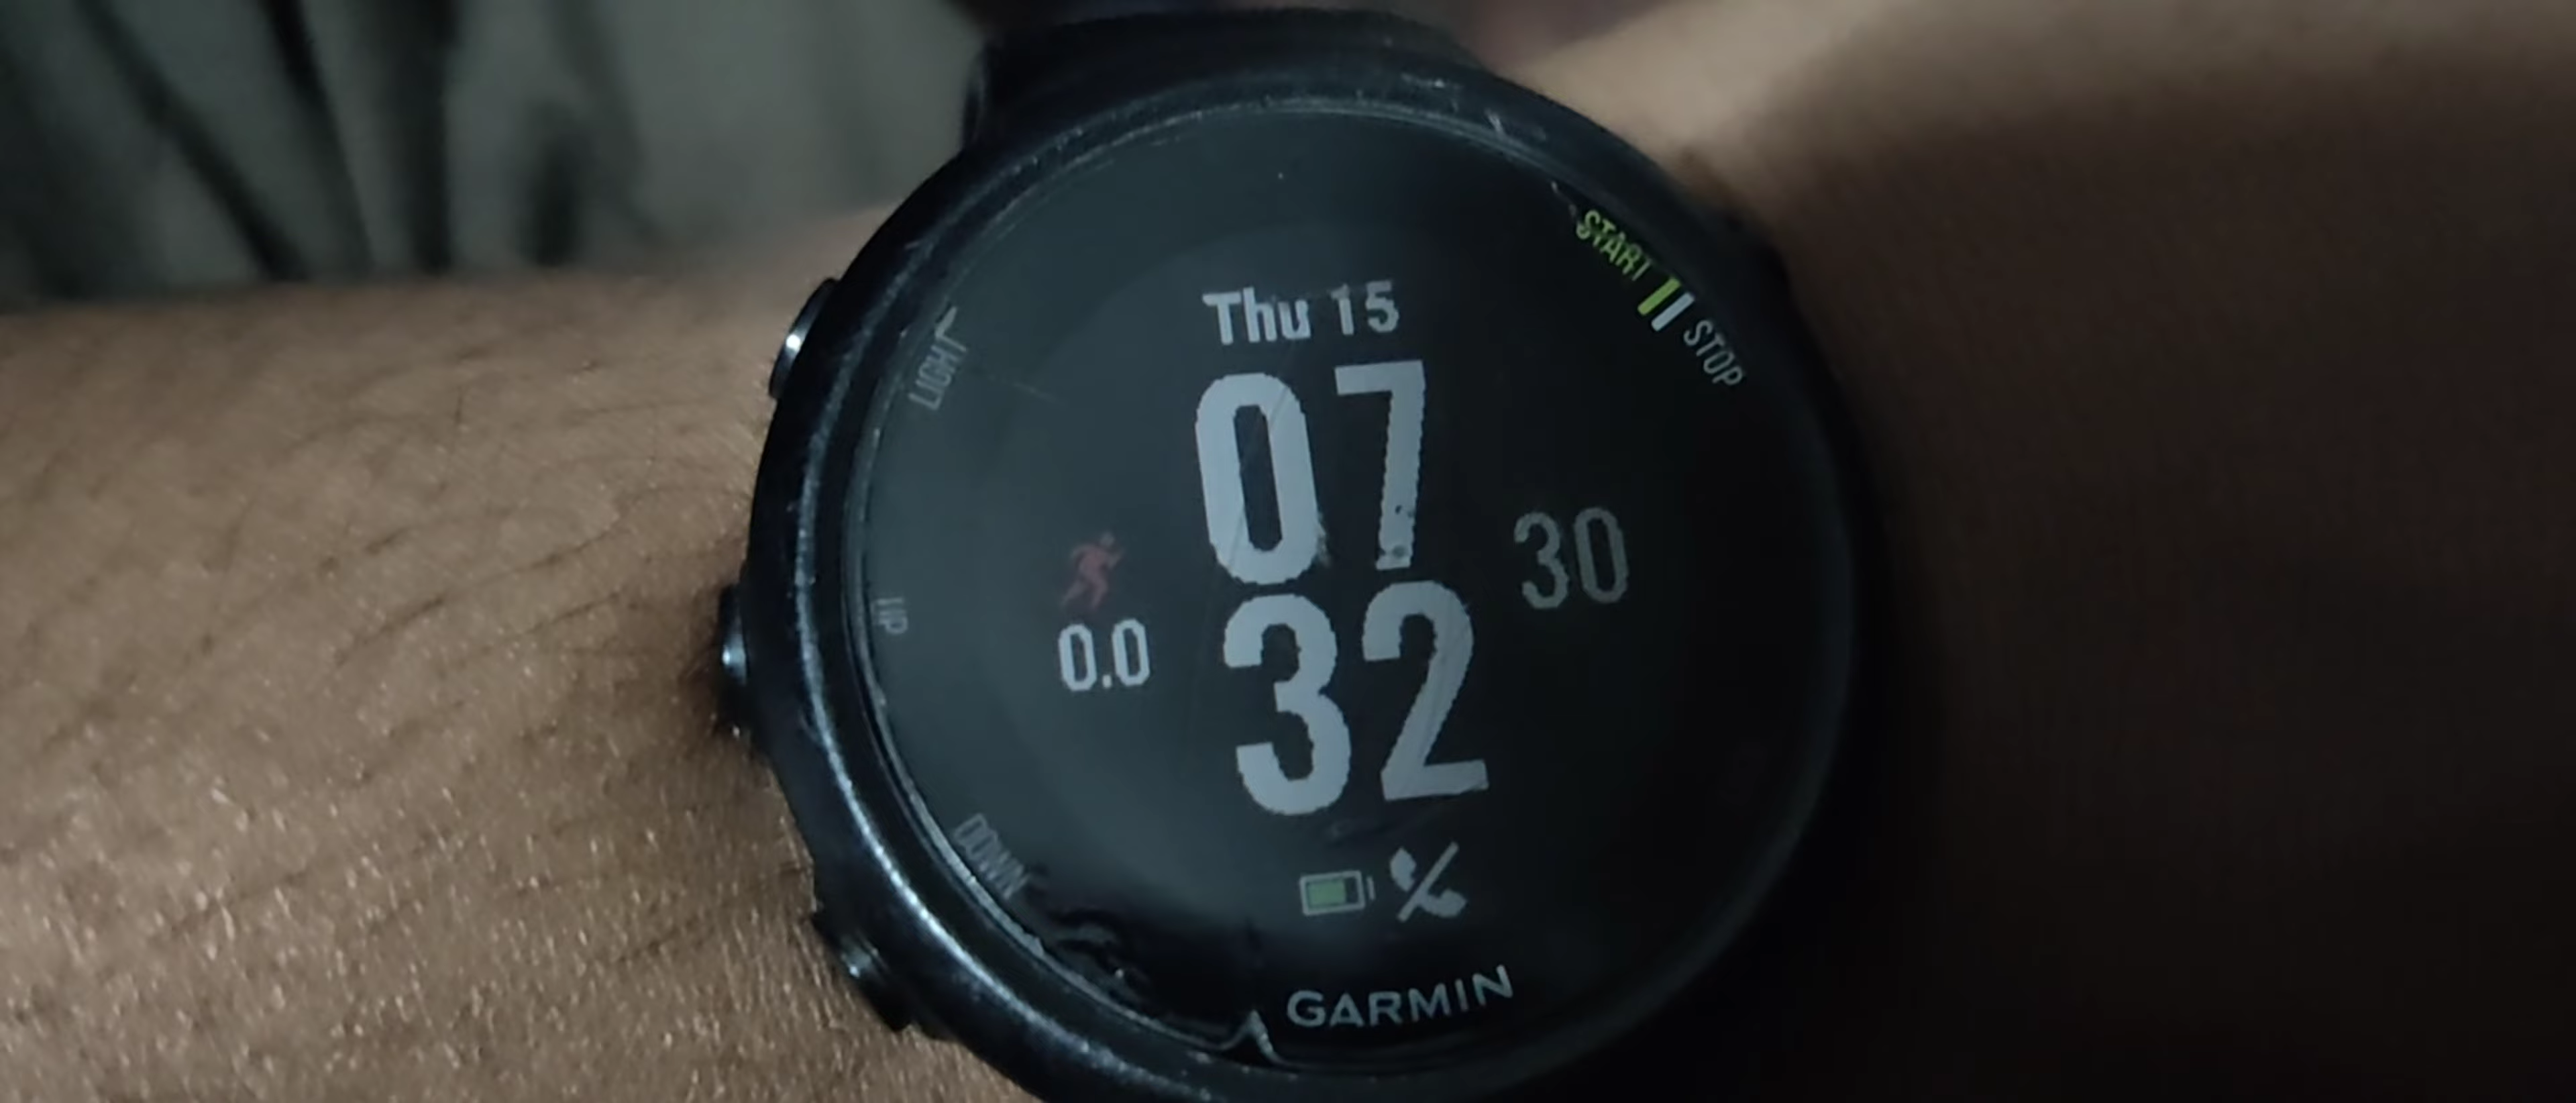 START
STOP
LIGHT
Thu 15
07
30
32
0.0
UP
DOWN
GARMIN